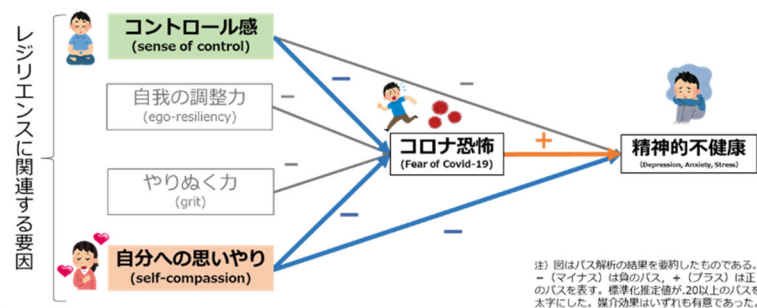 レジリエンスに関連する要因
コントロール感
(sense of control)
自我の調整力
(ego-resiliency)
やりぬく力
(grit)
自分への思いやり
(self-compassion)
−
−
−
−
−
−
コロナ恐怖
(Fear of Covid-19)
+
精神的不健康
(Depression, Anxiety, Stress)
注）図はパス解析の結果を要約したものである。
−（マイナス）は負のパス，+（プラス）は正
のパスを表す。標準化推定値が.20以上のパスを
太字にした。媒介効果はいずれも有意であった。